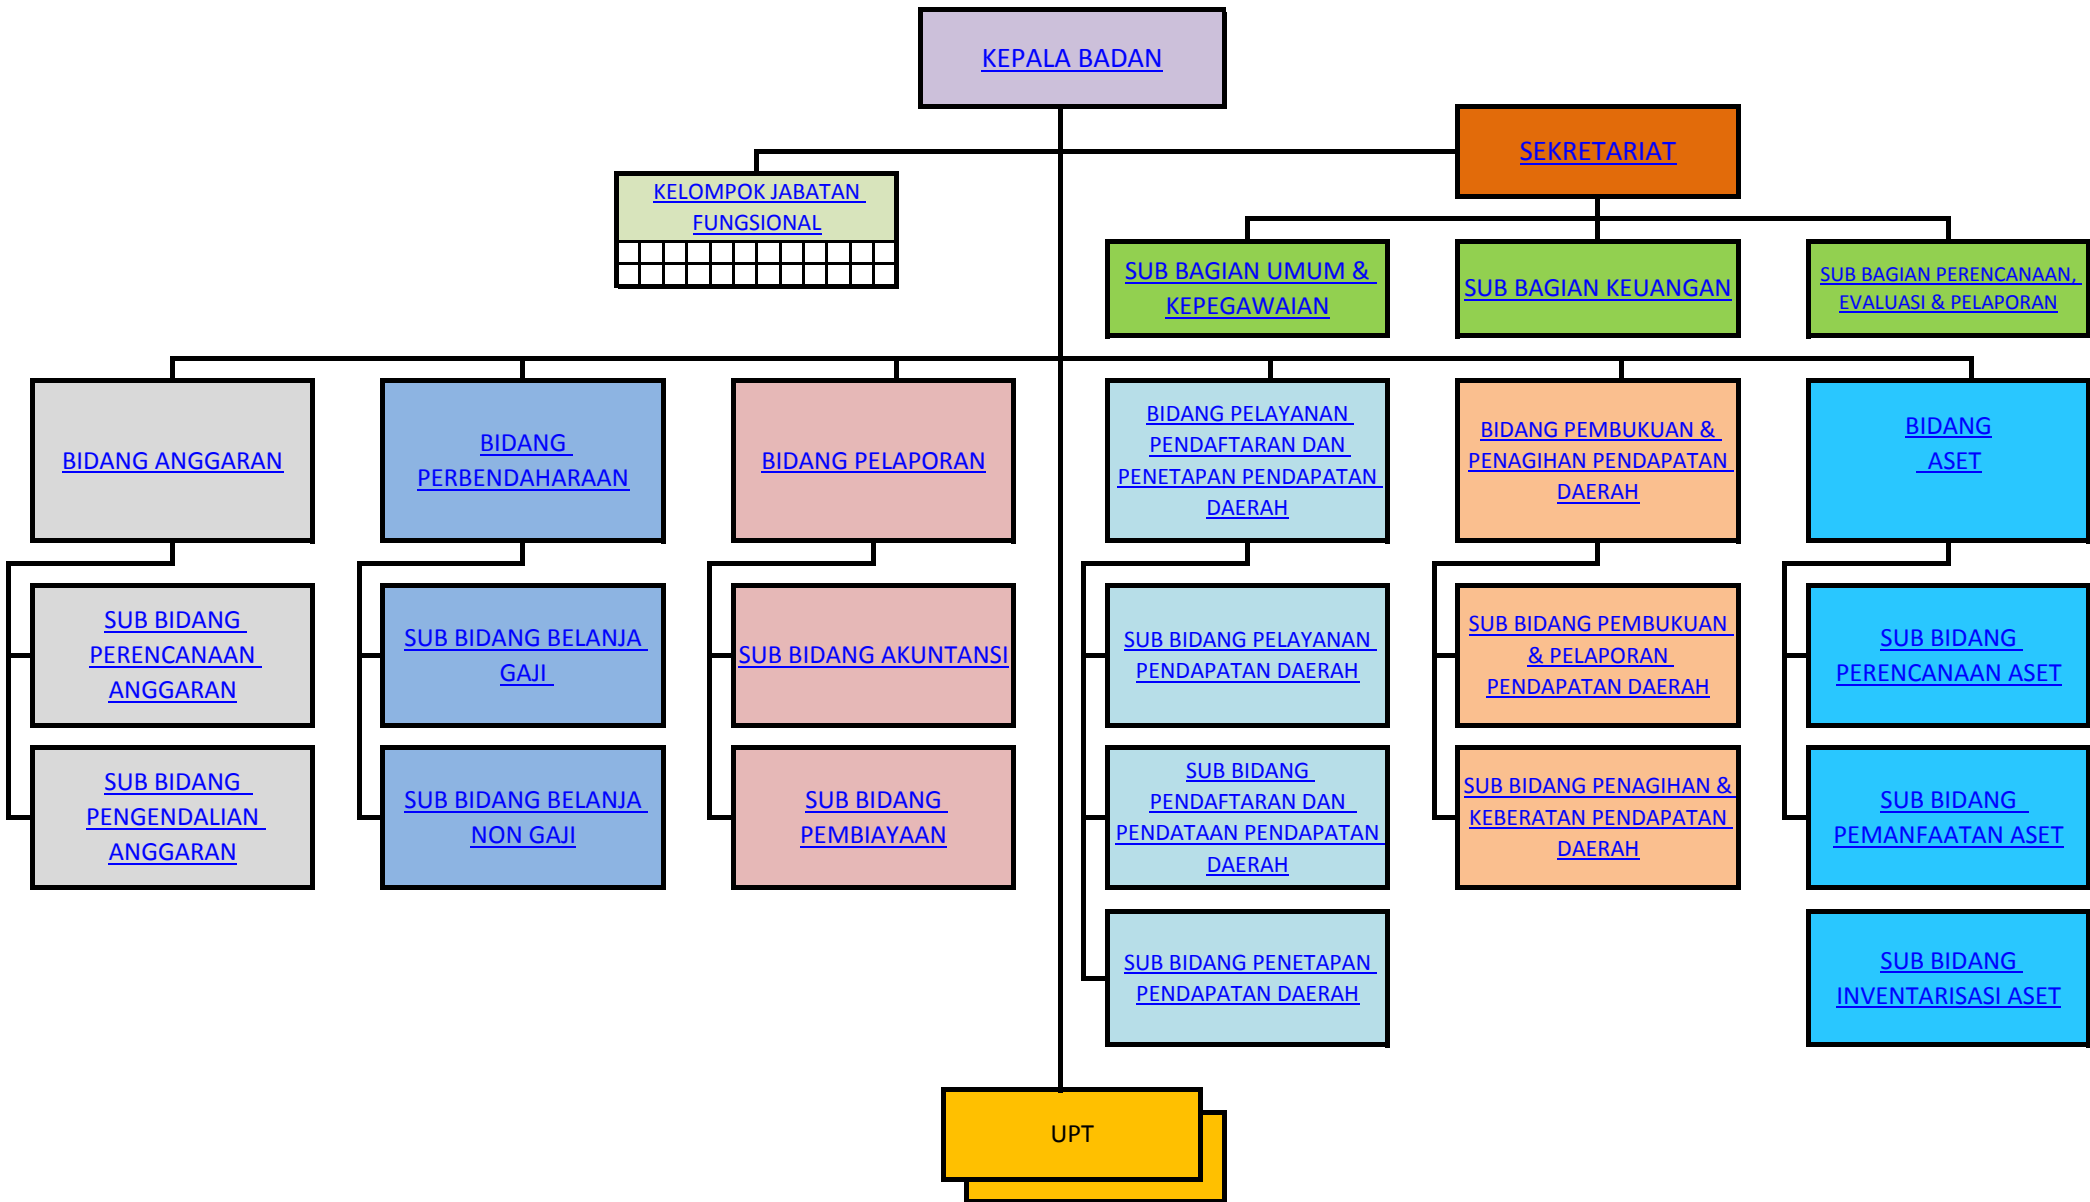 KEPALA BADAN
SEKRETARIAT
KELOMPOK JABATAN
FUNGSIONAL
SUB BAGIAN UMUM &
KEPEGAWAIAN
SUB BAGIAN KEUANGAN
SUB BAGIAN PERENCANAAN,
EVALUASI & PELAPORAN
BIDANG ANGGARAN
BIDANG
PERBENDAHARAAN
BIDANG PELAPORAN
BIDANG PELAYANAN
PENDAFTARAN DAN
PENETAPAN PENDAPATAN
DAERAH
BIDANG PEMBUKUAN &
PENAGIHAN PENDAPATAN
DAERAH
BIDANG
ASET
SUB BIDANG
PERENCANAAN
ANGGARAN
SUB BIDANG BELANJA
GAJI
SUB BIDANG AKUNTANSI
SUB BIDANG PELAYANAN
PENDAPATAN DAERAH
SUB BIDANG PEMBUKUAN
& PELAPORAN
PENDAPATAN DAERAH
SUB BIDANG
PERENCANAAN ASET
SUB BIDANG
PENGENDALIAN
ANGGARAN
SUB BIDANG BELANJA
NON GAJI
SUB BIDANG
PEMBIAYAAN
SUB BIDANG
PENDAFTARAN DAN
PENDATAAN PENDAPATAN
DAERAH
SUB BIDANG PENAGIHAN &
KEBERATAN PENDAPATAN
DAERAH
SUB BIDANG
PEMANFAATAN ASET
SUB BIDANG PENETAPAN
PENDAPATAN DAERAH
SUB BIDANG
INVENTARISASI ASET
UPT